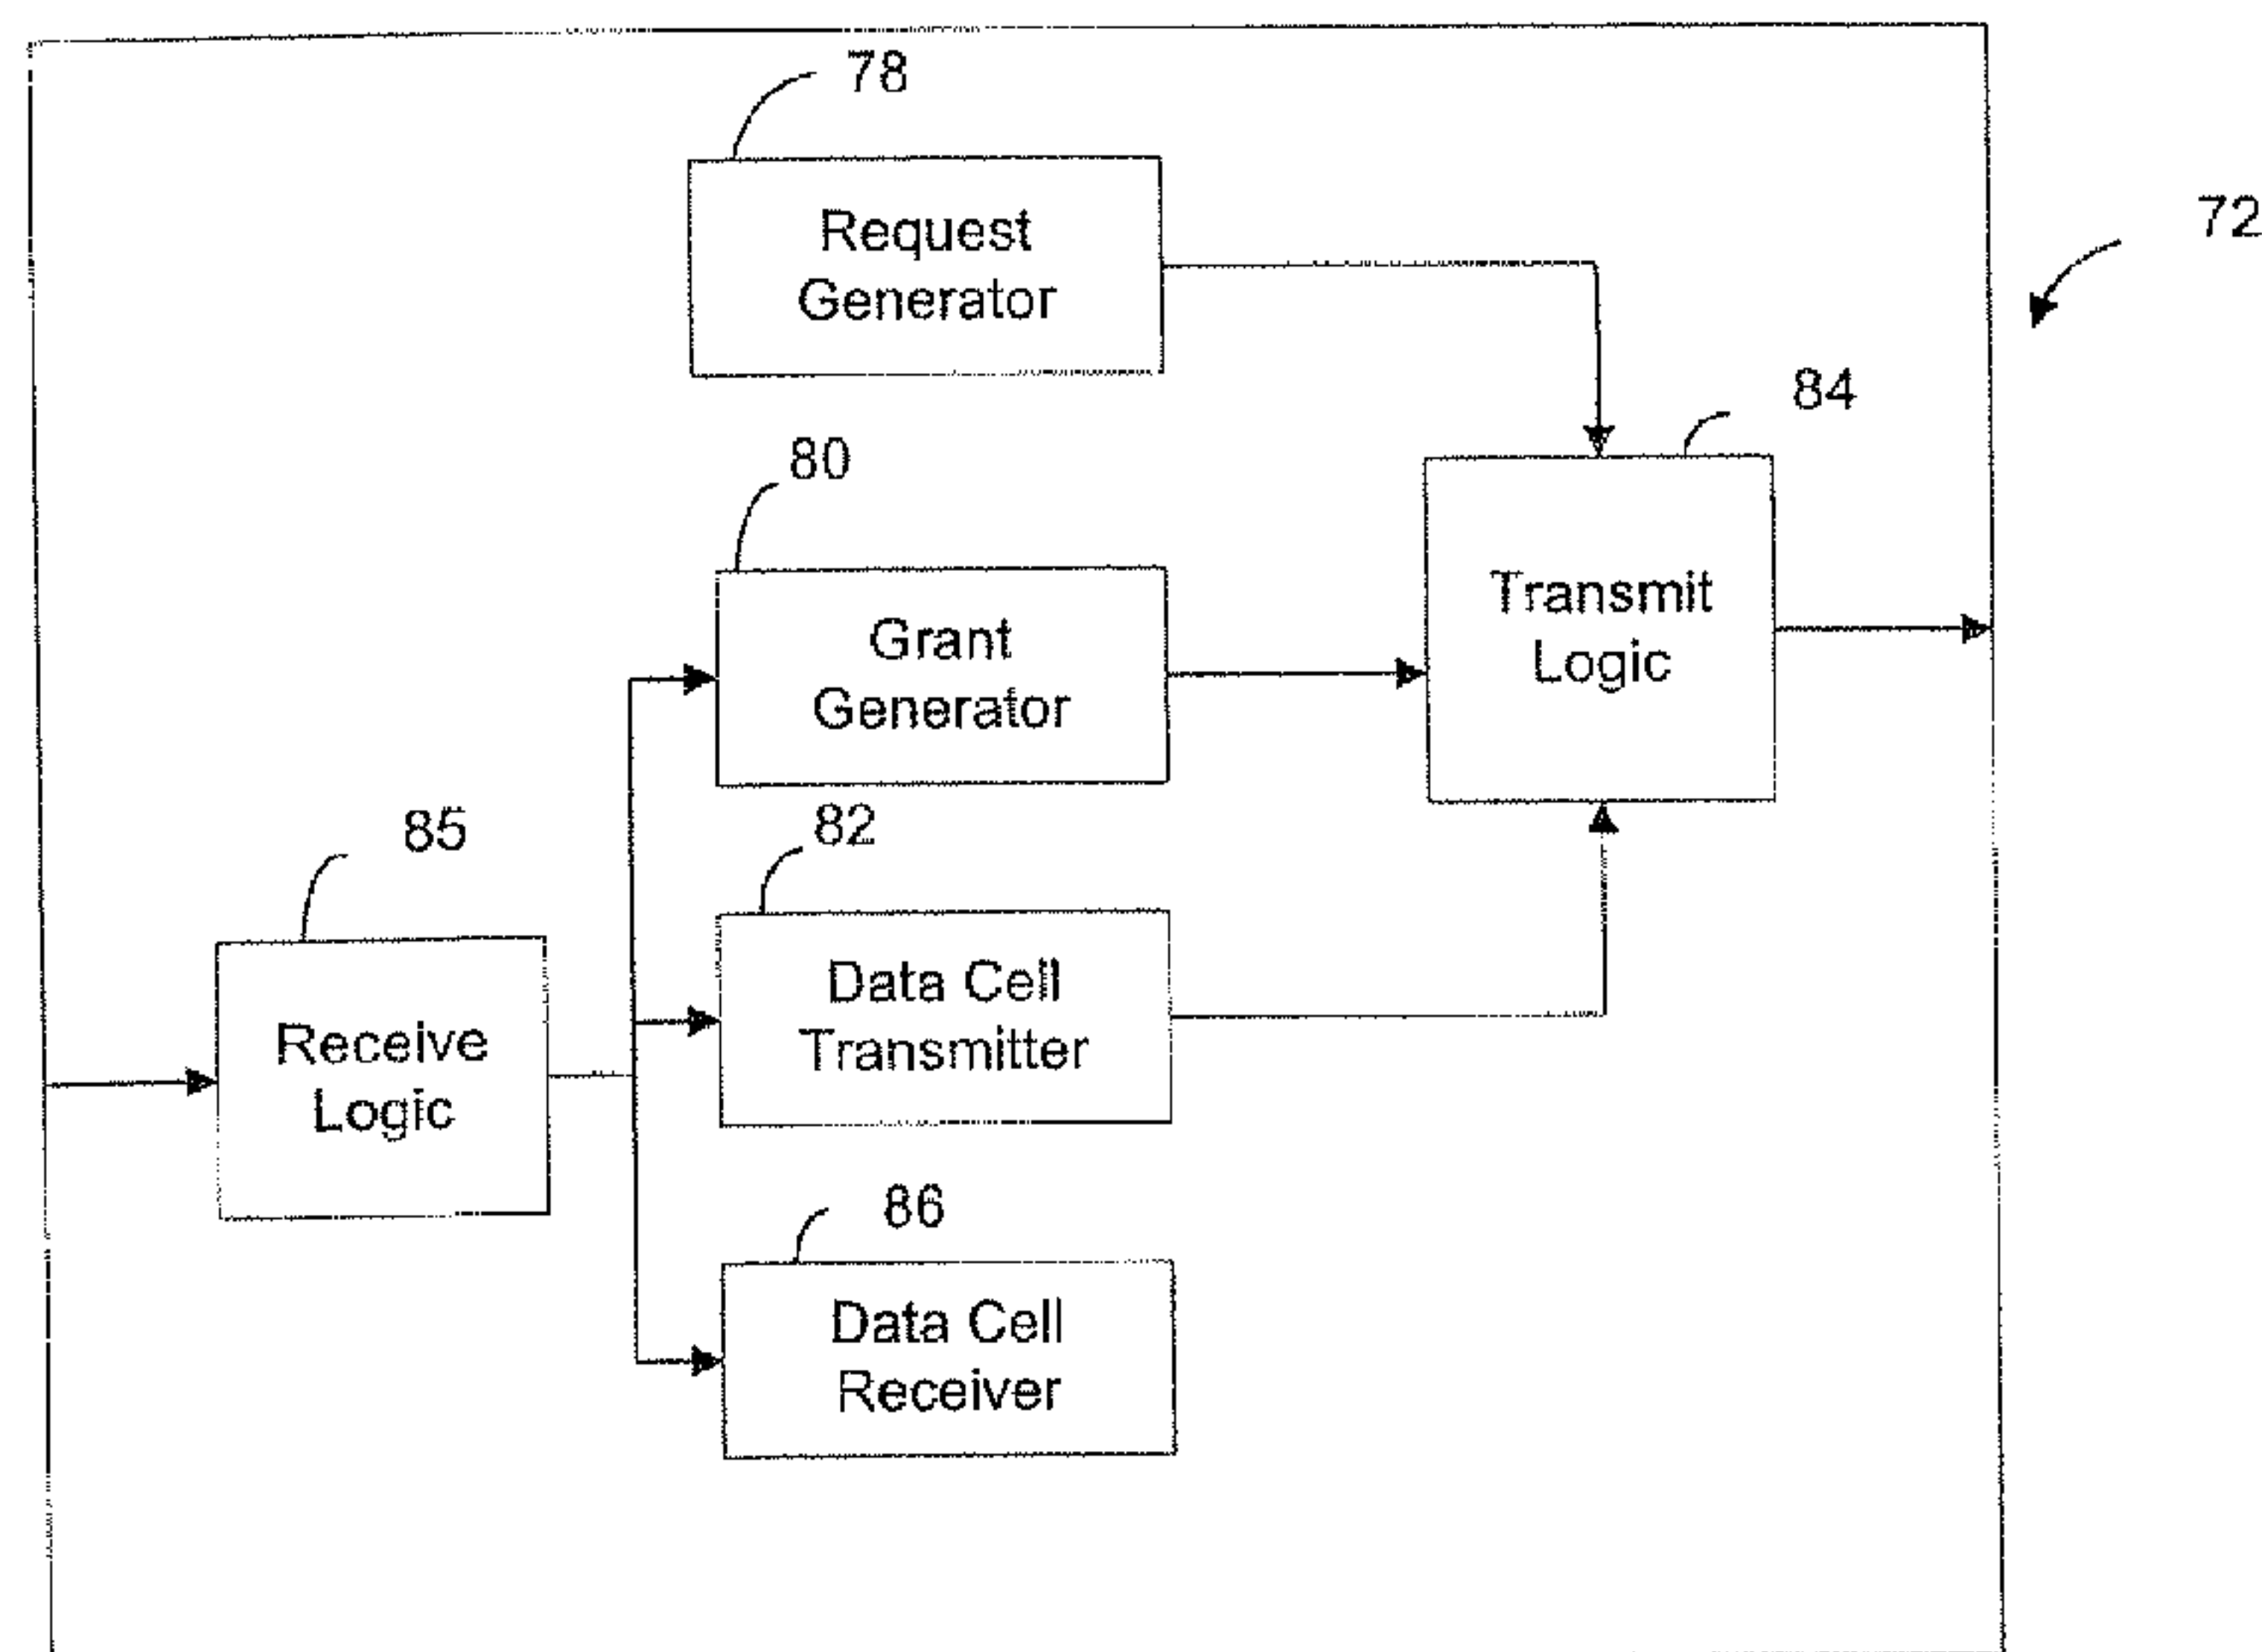 78
Request
Generator
72
84
80
Grant
Generator
Transmit
Logic
85
82
Data Cell
Transmitter
Receive
Logic
86
Data Cell
Receiver